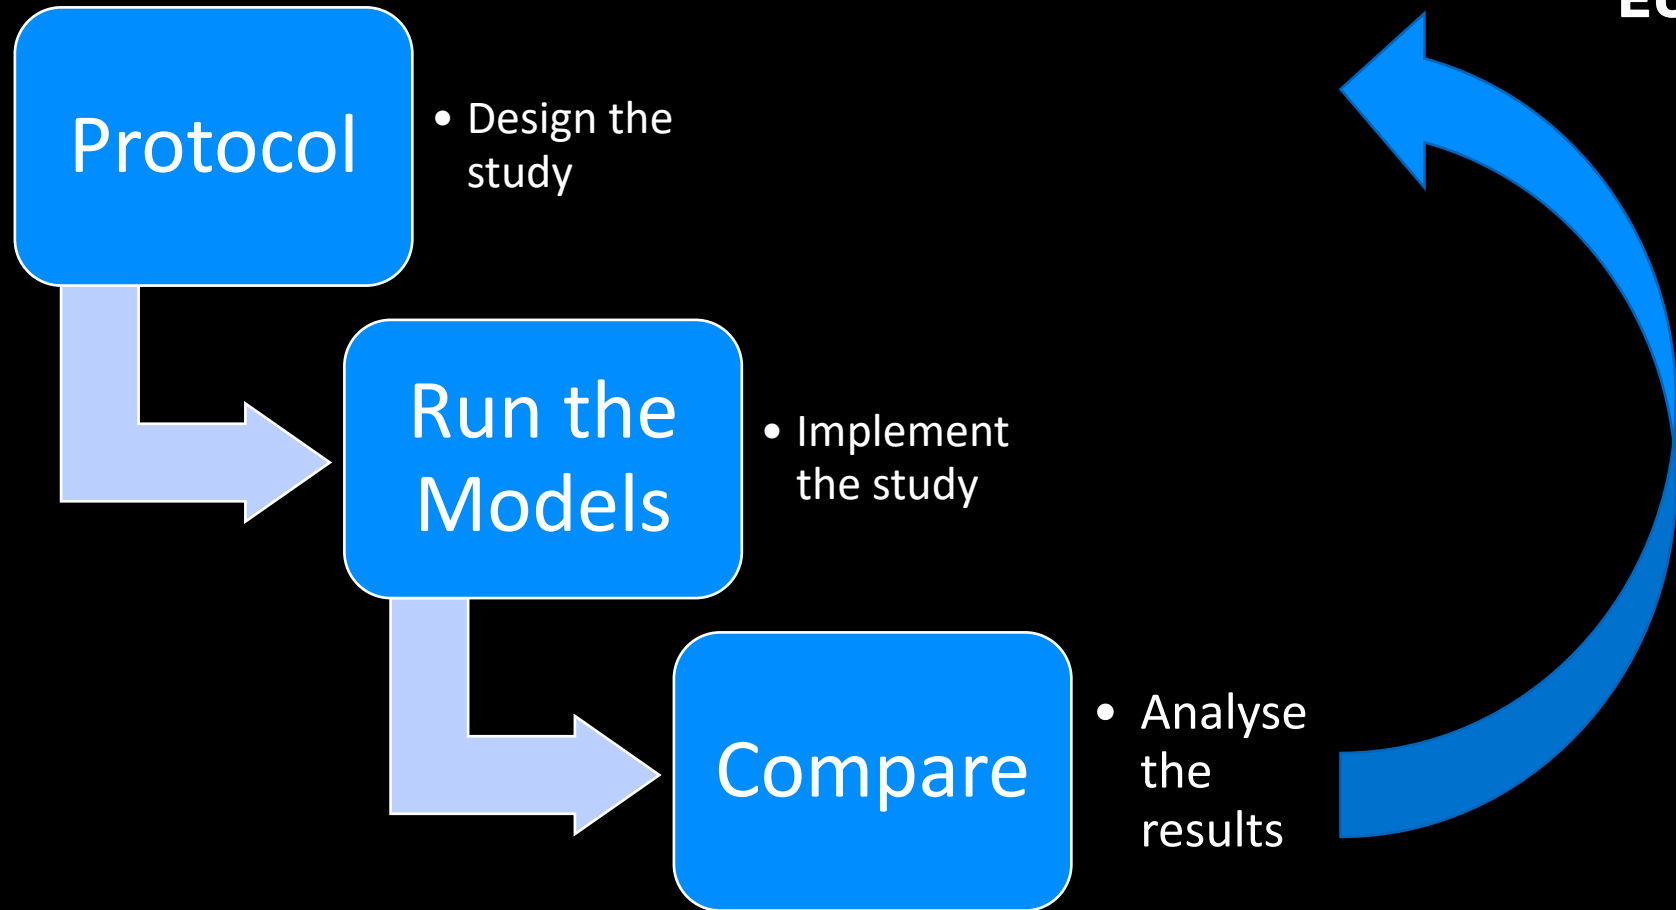 Protocol
• Design the
study
Run the
Models
• Implement
the study
Compare
• Analyse
the
results